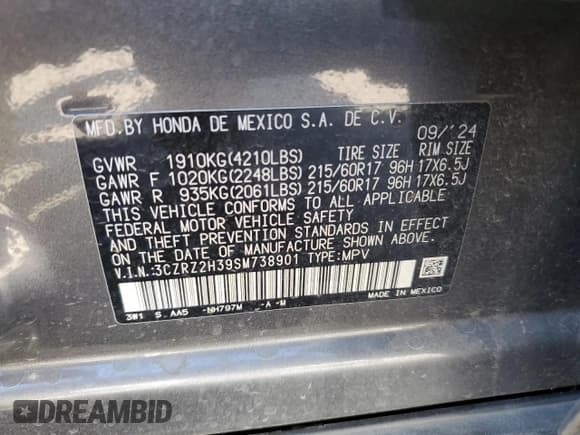 MFD.BY HONDA DE MEXICO S.A. DE C.V.
09/'24
GVWR 1910KG(4210LBS) TIRE SIZE RIM SIZE
GAWR F 1020KG(2248LBS) 215/60R17 96H 17X6.5J
GAWR R 935KG(2061LBS) 215/60R17 96H 17X6.5J
THIS VEHICLE CONFORMS TO ALL APPLICABLE
FEDERAL MOTOR VEHICLE SAFETY
AND THEFT PREVENTION STANDARDS IN EFFECT
ON THE DATE OF MANUFACTURE SHOWN ABOVE.
V.I.N.:3CZRZ2H39SM738901 TYPE:MPV
MADE IN MEXICO
3W1 S.AA5 -NH797M -A -M
DREAMBID